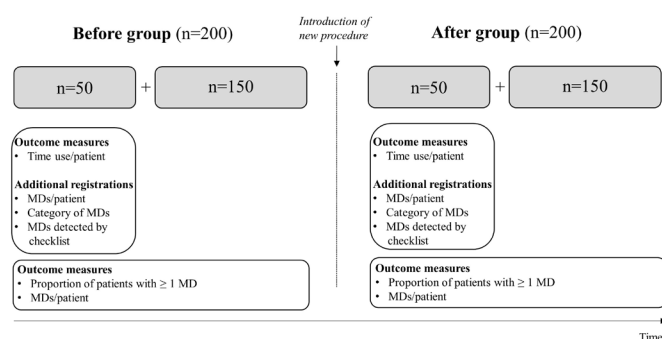 Before group (n=200)
Introduction of
new procedure
After group (n=200)
n=50 + n=150
n=50 + n=150
Outcome measures
• Time use/patient
Additional registrations
• MDs/patient
• Category of MDs
• MDs detected by
checklist
Outcome measures
• Time use/patient
Additional registrations
• MDs/patient
• Category of MDs
• MDs detected by
checklist
Outcome measures
• Proportion of patients with ≥ 1 MD
• MDs/patient
Outcome measures
• Proportion of patients with ≥ 1 MD
• MDs/patient
Time